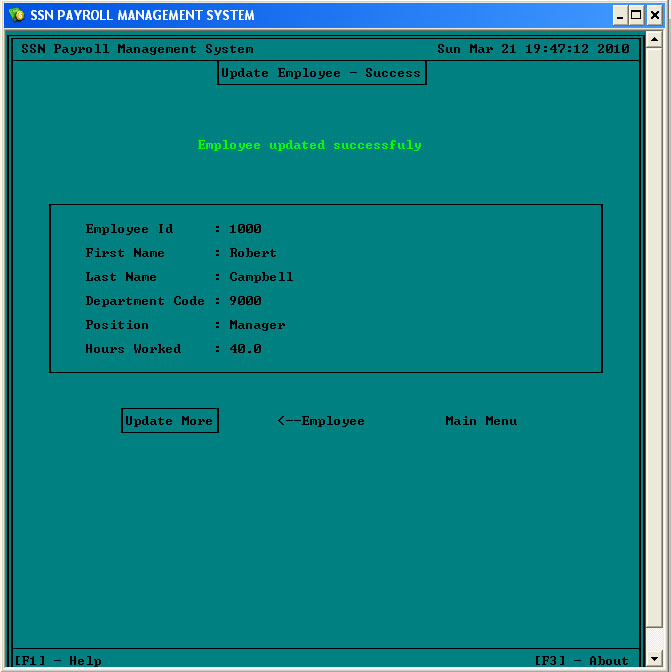 SSN PAYROLL MANAGEMENT SYSTEM
SSN Payroll Management System Sun Mar 21 19:47:12 2010
Update Employee - Success
Employee updated successfuly
Employee Id : 1000
First Name : Robert
Last Name : Campbell
Department Code : 9000
Position : Manager
Hours Worked : 40.0
Update More <--Employee Main Menu
[F1] - Help [F3] - About